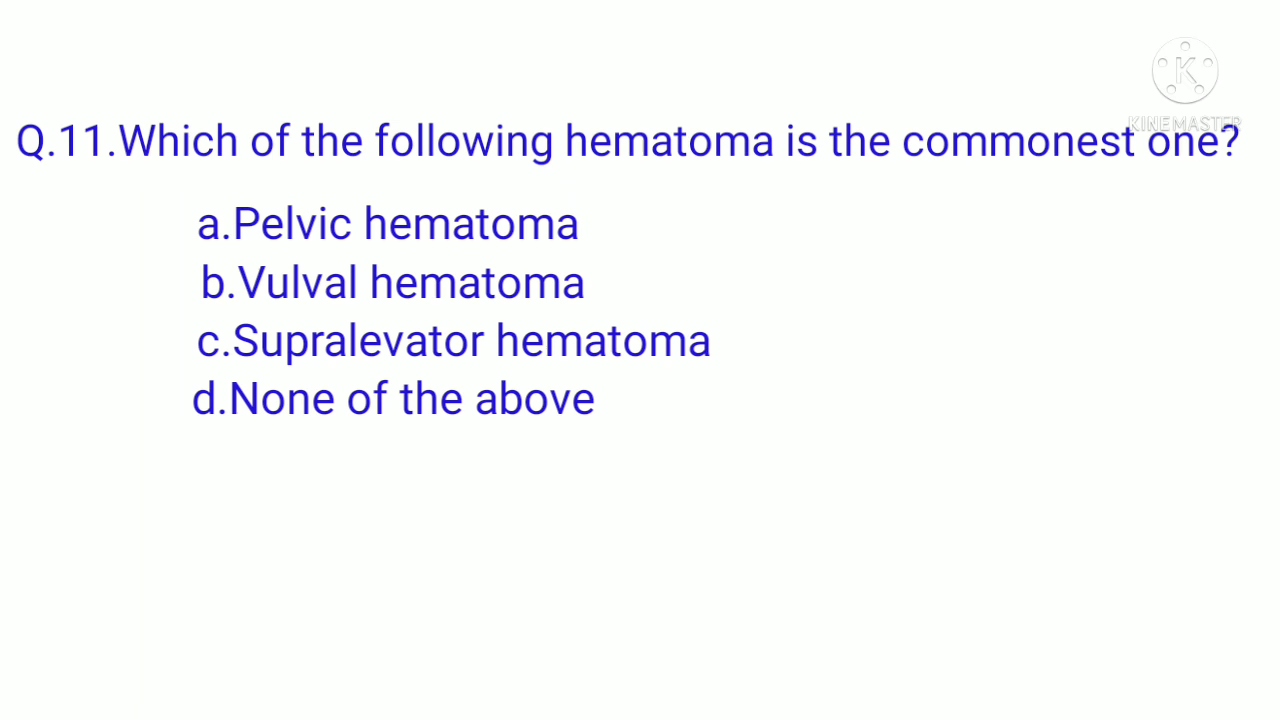 KINEMASTER
Q.11.Which of the following hematoma is the commonest one?
a.Pelvic hematoma
b.Vulval hematoma
c.Supralevator hematoma
d.None of the above